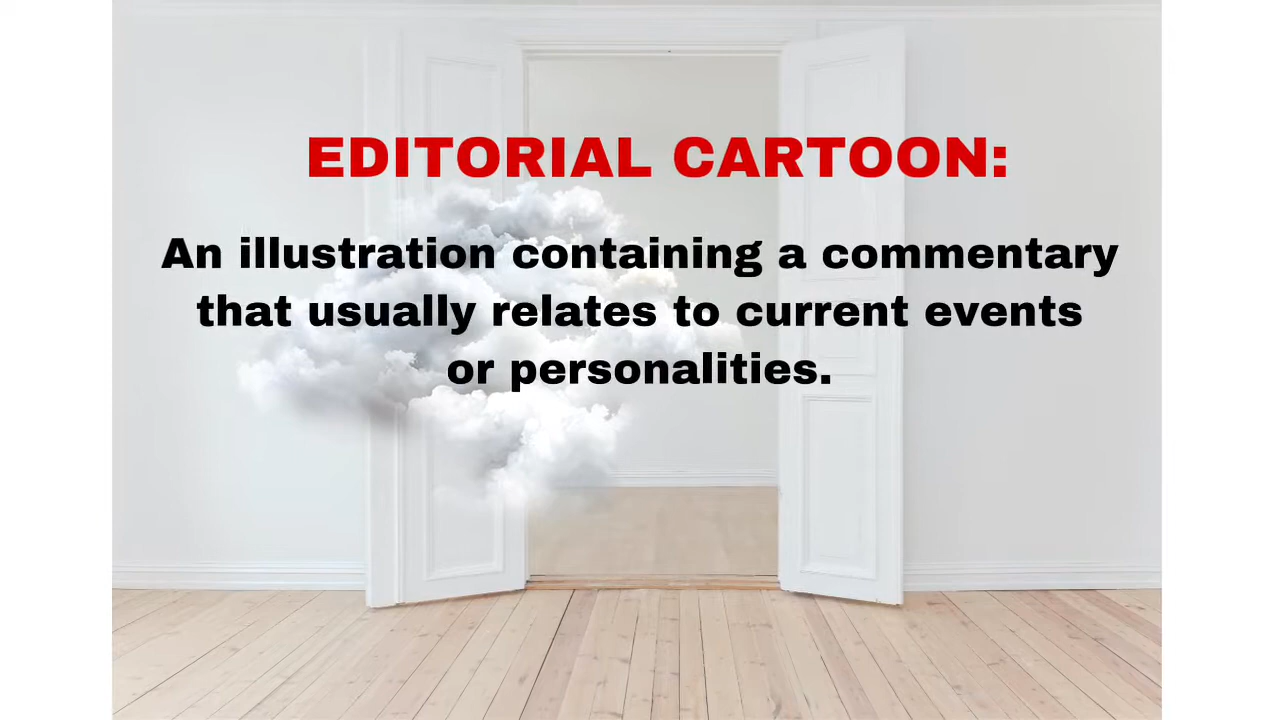 EDITORIAL CARTOON:
An illustration containing a commentary
that usually relates to current events
or personalities.